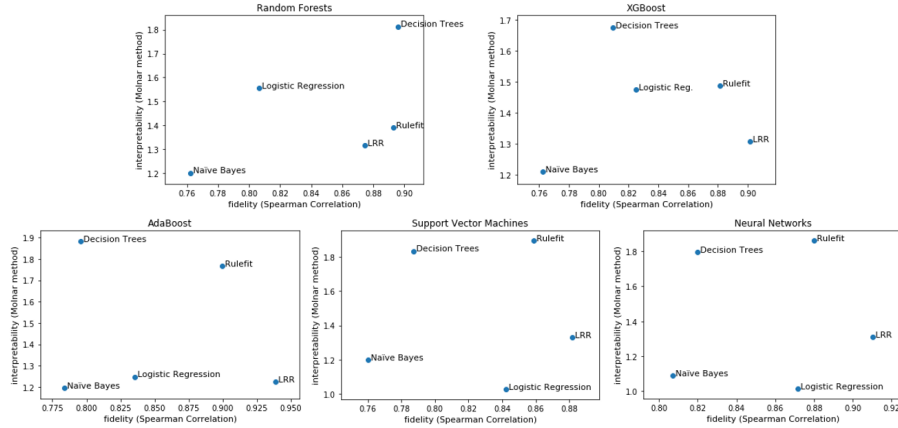 Random Forests
interpretability (Molnar method)
1.8
1.7
1.6
1.5
1.4
1.3
1.2
Decision Trees
Logistic Regression
Rulefit
LRR
Naïve Bayes
0.76 0.78 0.80 0.82 0.84 0.86 0.88 0.90
fidelity (Spearman Correlation)
XGBoost
interpretability (Molnar method)
1.7
1.6
1.5
1.4
1.3
1.2
Decision Trees
Logistic Reg.
Rulefit
LRR
Naïve Bayes
0.76 0.78 0.80 0.82 0.84 0.86 0.88 0.90
fidelity (Spearman Correlation)
AdaBoost
interpretability (Molnar method)
1.9
1.8
1.7
1.6
1.5
1.4
1.3
1.2
Decision Trees
Rulefit
Logistic Regression
LRR
Naïve Bayes
0.775 0.800 0.825 0.850 0.875 0.900 0.925 0.950
fidelity (Spearman Correlation)
Support Vector Machines
interpretability (Molnar method)
1.8
1.6
1.4
1.2
1.0
Rulefit
Decision Trees
LRR
Naïve Bayes
Logistic Regression
0.76 0.78 0.80 0.82 0.84 0.86 0.88
fidelity (Spearman Correlation)
Neural Networks
interpretability (Molnar method)
1.8
1.6
1.4
1.2
1.0
Rulefit
Decision Trees
LRR
Naïve Bayes
Logistic Regression
0.80 0.82 0.84 0.86 0.88 0.90 0.92
fidelity (Spearman Correlation)